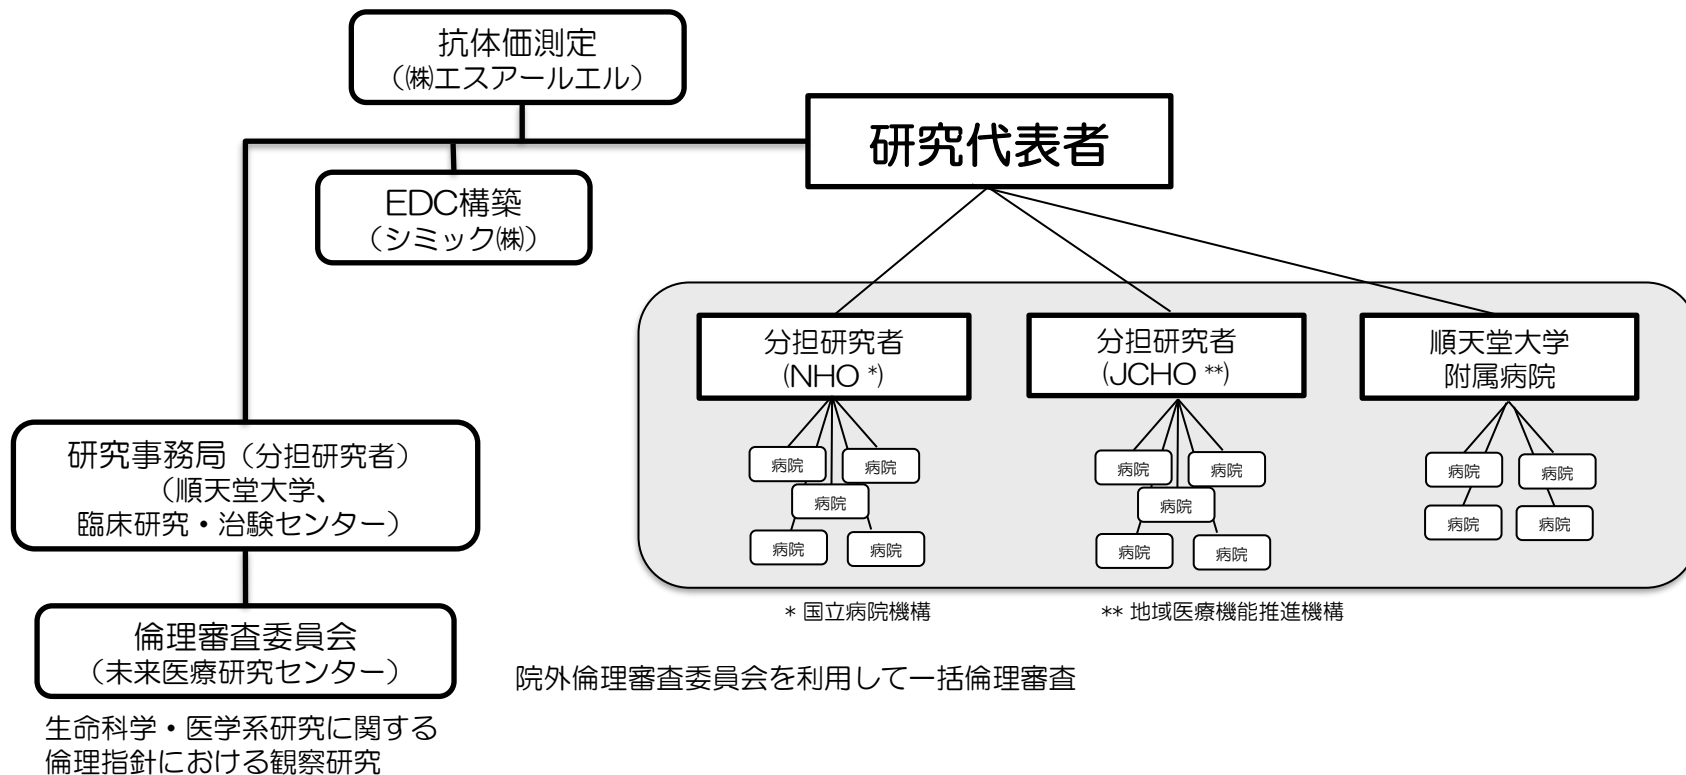 抗体価測定
（㈱エスアールエル）
研究代表者
EDC構築
（シミック㈱）
分担研究者
(NHO *)
分担研究者
(JCHO **)
順天堂大学
附属病院
病院
病院
病院
病院
病院
病院
病院
病院
病院
病院
病院
病院
病院
病院
* 国立病院機構
** 地域医療機能推進機構
研究事務局（分担研究者）
（順天堂大学、
臨床研究・治験センター）
倫理審査委員会
（未来医療研究センター）
院外倫理審査委員会を利用して一括倫理審査
生命科学・医学系研究に関する
倫理指針における観察研究